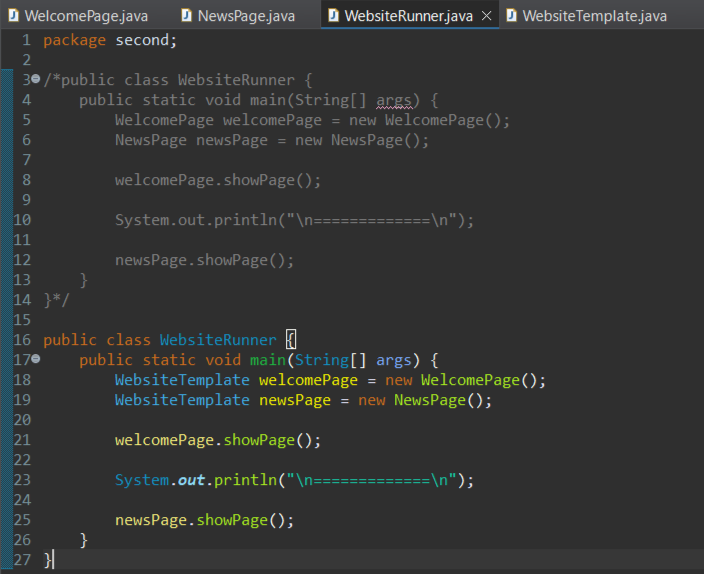 WelcomePage.java NewsPage.java WebsiteRunner.java × WebsiteTemplate.java
1 package second;
2
3 /*public class WebsiteRunner {
4     public static void main(String[] args) {
5         WelcomePage welcomePage = new WelcomePage();
6         NewsPage newsPage = new NewsPage();
7
8         welcomePage.showPage();
9
10         System.out.println("\n=============\n");
11
12         newsPage.showPage();
13     }
14 }*/
15
16 public class WebsiteRunner {
17     public static void main(String[] args) {
18         WebsiteTemplate welcomePage = new WelcomePage();
19         WebsiteTemplate newsPage = new NewsPage();
20
21         welcomePage.showPage();
22
23         System.out.println("\n=============\n");
24
25         newsPage.showPage();
26     }
27 }